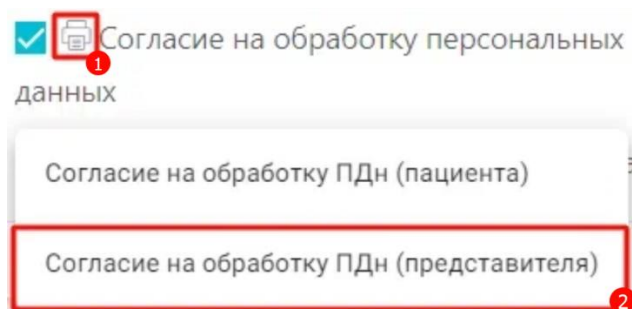 Согласие на обработку персональных
1
данных
Согласие на обработку ПДн (пациента)
Согласие на обработку ПДн (представителя)
2